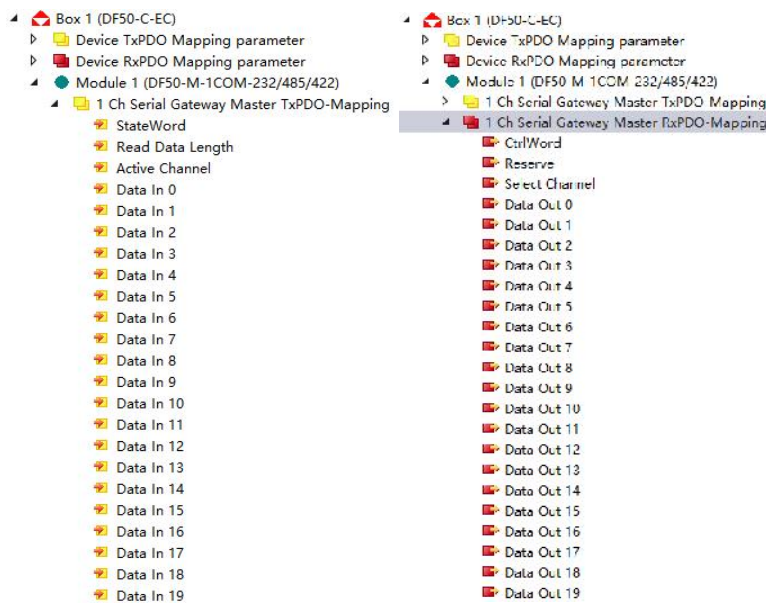 Box 1 (DF50-C-EC)
Device TxPDO Mapping parameter
Device RxPDO Mapping parameter
Module 1 (DF50-M-1COM-232/485/422)
1 Ch Serial Gateway Master TxPDO-Mapping
StateWord
Read Data Length
Active Channel
Data In 0
Data In 1
Data In 2
Data In 3
Data In 4
Data In 5
Data In 6
Data In 7
Data In 8
Data In 9
Data In 10
Data In 11
Data In 12
Data In 13
Data In 14
Data In 15
Data In 16
Data In 17
Data In 18
Data In 19
Box 1 (DF50-C-EC)
Device TxPDO Mapping parameter
Device RxPDO Mapping parameter
Module 1 (DF50-M-1COM-232/485/422)
1 Ch Serial Gateway Master TxPDO-Mapping
1 Ch Serial Gateway Master RxPDO-Mapping
CtrlWord
Reserve
Select Channel
Data Out 0
Data Out 1
Data Out 2
Data Out 3
Data Out 4
Data Out 5
Data Out 6
Data Out 7
Data Out 8
Data Out 9
Data Out 10
Data Out 11
Data Out 12
Data Out 13
Data Out 14
Data Out 15
Data Out 16
Data Out 17
Data Out 18
Data Out 19